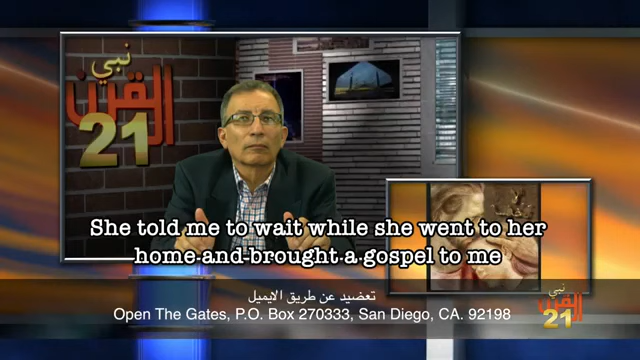 نبي
القرن
21
She told me to wait while she went to her
home and brought a gospel to me
تعضيد عن طريق الايميل
Open The Gates, P.O. Box 270333, San Diego, CA. 92198
نبي
القرن
21